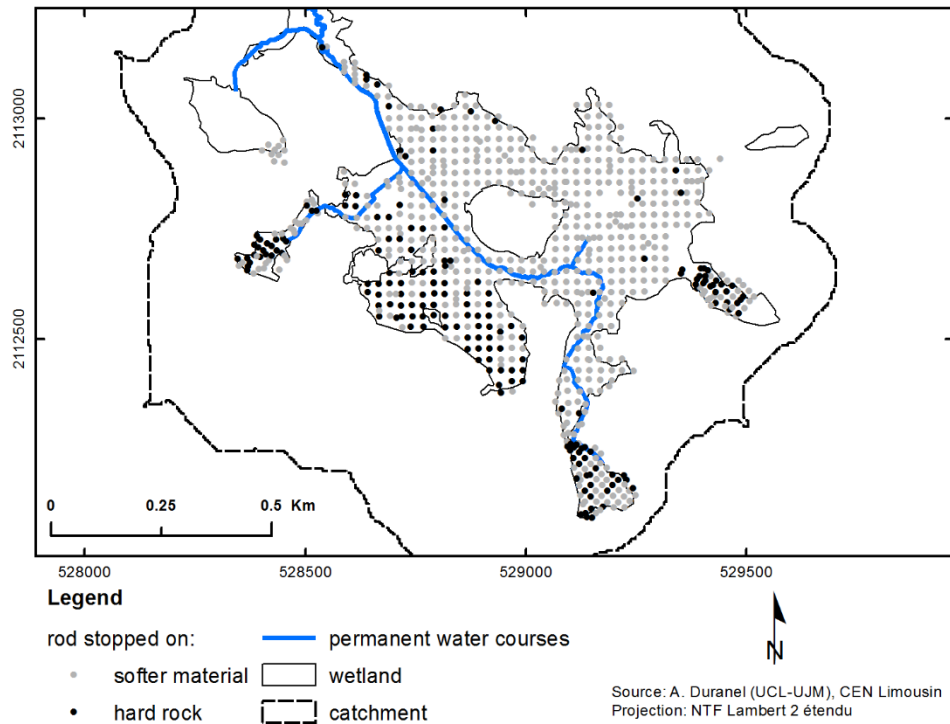 2113000
2112500
0 0.25 0.5 Km
528000 528500 529000 529500
Legend
rod stopped on: permanent water courses
softer material wetland
hard rock catchment
N
Source: A. Duranel (UCL-UJM), CEN Limousin
Projection: NTF Lambert 2 étendu